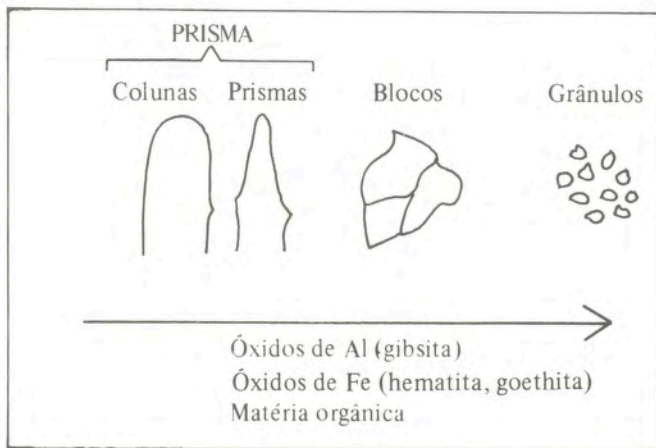 PRISMA
Colunas Prismas Blocos Grânulos
Óxidos de Al (gibsita)
Óxidos de Fe (hematita, goethita)
Matéria orgânica